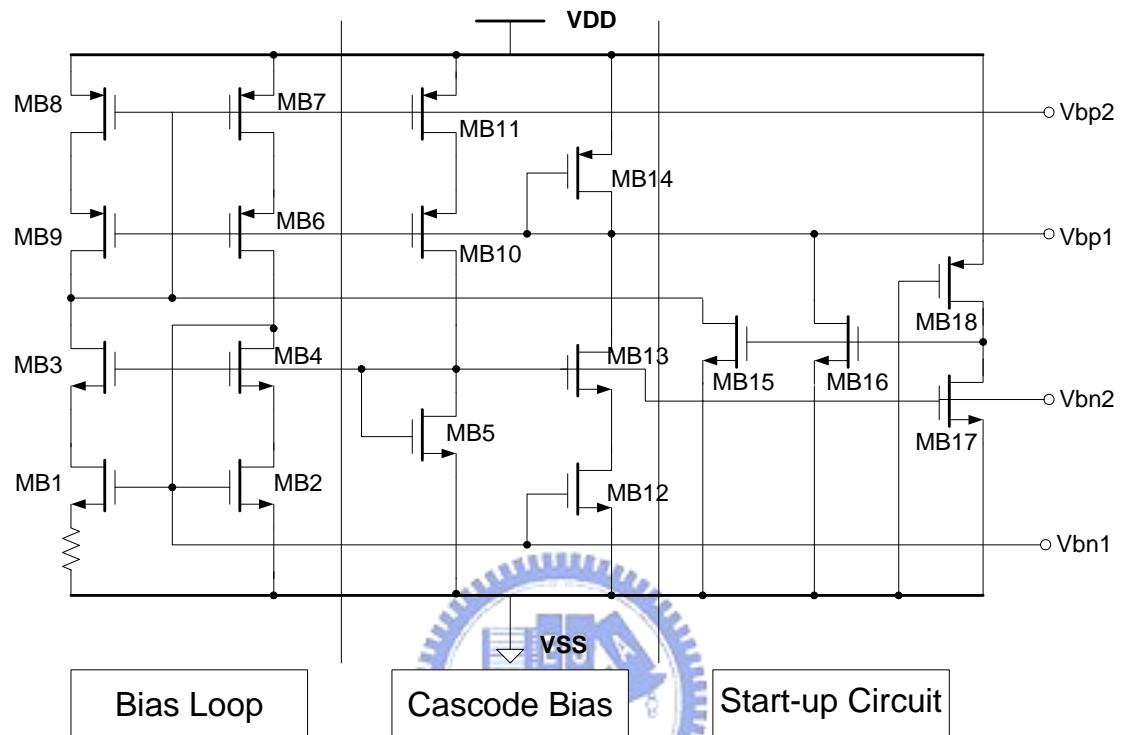 VDD
MB8
MB7
MB11
Vbp2
MB14
MB9
MB6
MB10
Vbp1
MB18
MB3
MB4
MB13
MB15
MB16
Vbn2
MB5
MB17
MB1
MB2
MB12
Vbn1
VSS
Bias Loop
Cascode Bias
Start-up Circuit